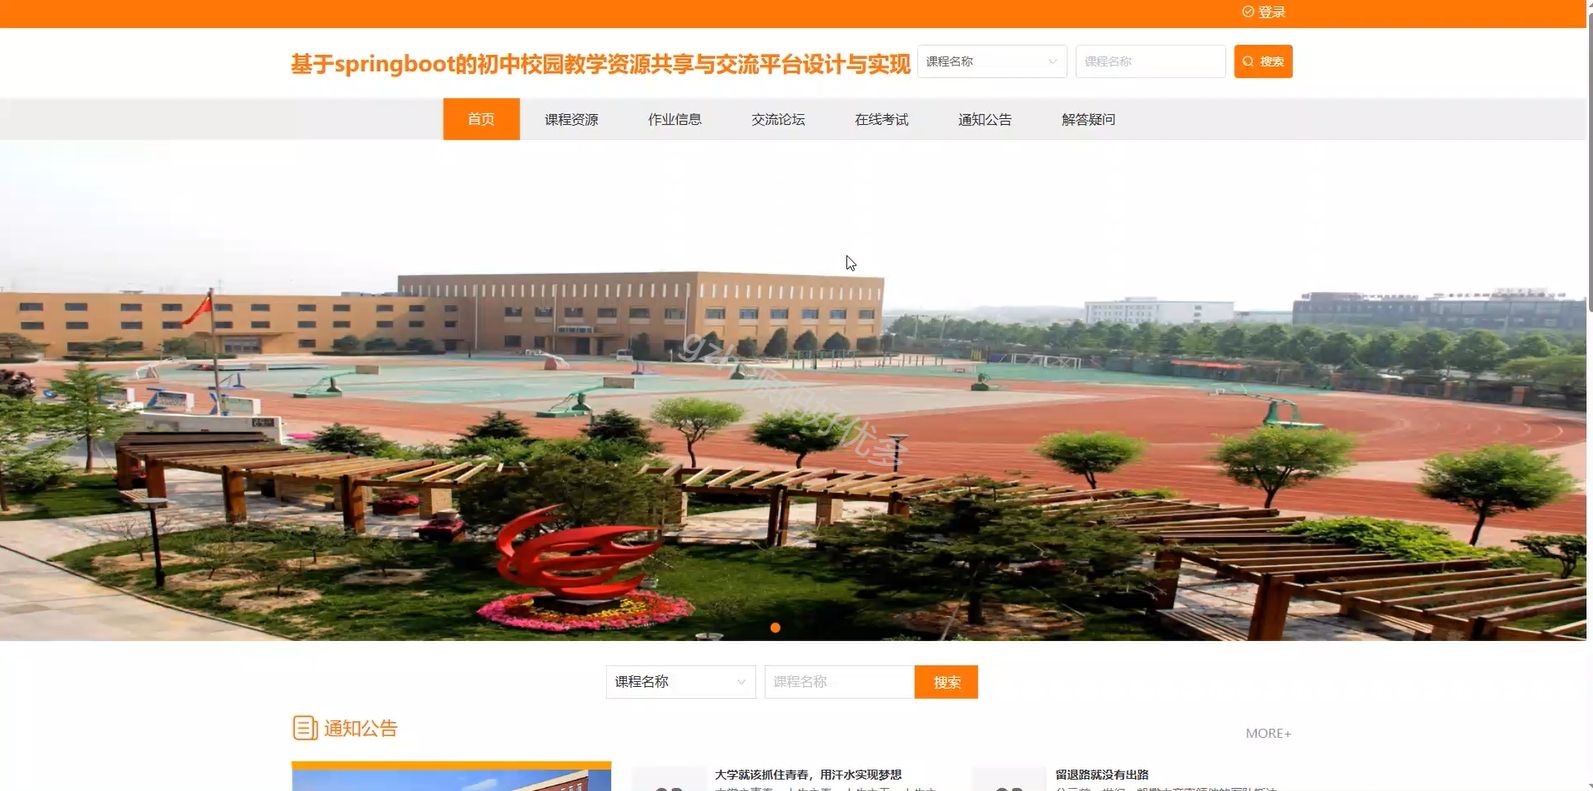 登录
基于springboot的初中校园教学资源共享与交流平台设计与实现
课程名称
课程名称
搜索
首页 课程资源 作业信息 交流论坛 在线考试 通知公告 解答疑问
课程名称
课程名称
搜索
通知公告
MORE+
大学就该抓住青春，用汗水实现梦想
留退路就没有出路